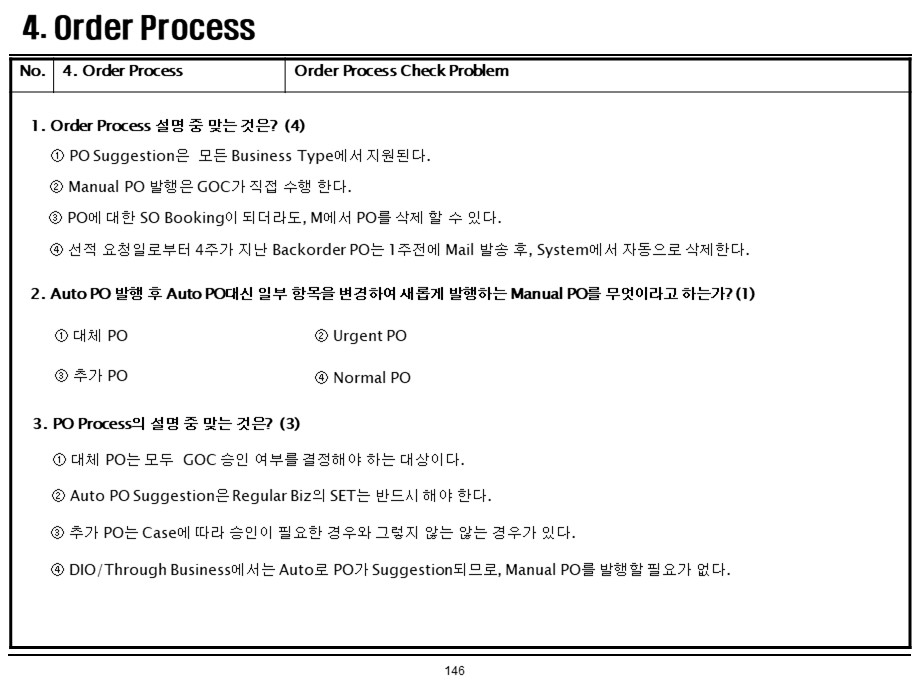 4. Order Process
No. 4. Order Process Order Process Check Problem
1. Order Process 설명 중 맞는 것은? (4)
① PO Suggestion은 모든 Business Type에서 지원된다.
② Manual PO 발행은 GOC가 직접 수행 한다.
③ PO에 대한 SO Booking이 되더라도, M에서 PO를 삭제 할 수 있다.
④ 선적 요청일로부터 4주가 지난 Backorder PO는 1주전에 Mail 발송 후, System에서 자동으로 삭제한다.
2. Auto PO 발행 후 Auto PO대신 일부 항목을 변경하여 새롭게 발행하는 Manual PO를 무엇이라고 하는가? (1)
① 대체 PO ② Urgent PO
③ 추가 PO ④ Normal PO
3. PO Process의 설명 중 맞는 것은? (3)
① 대체 PO는 모두 GOC 승인 여부를 결정해야 하는 대상이다.
② Auto PO Suggestion은 Regular Biz의 SET는 반드시 해야 한다.
③ 추가 PO는 Case에 따라 승인이 필요한 경우와 그렇지 않는 않는 경우가 있다.
④ DIO/Through Business에서는 Auto로 PO가 Suggestion되므로, Manual PO를 발행할 필요가 없다.
146